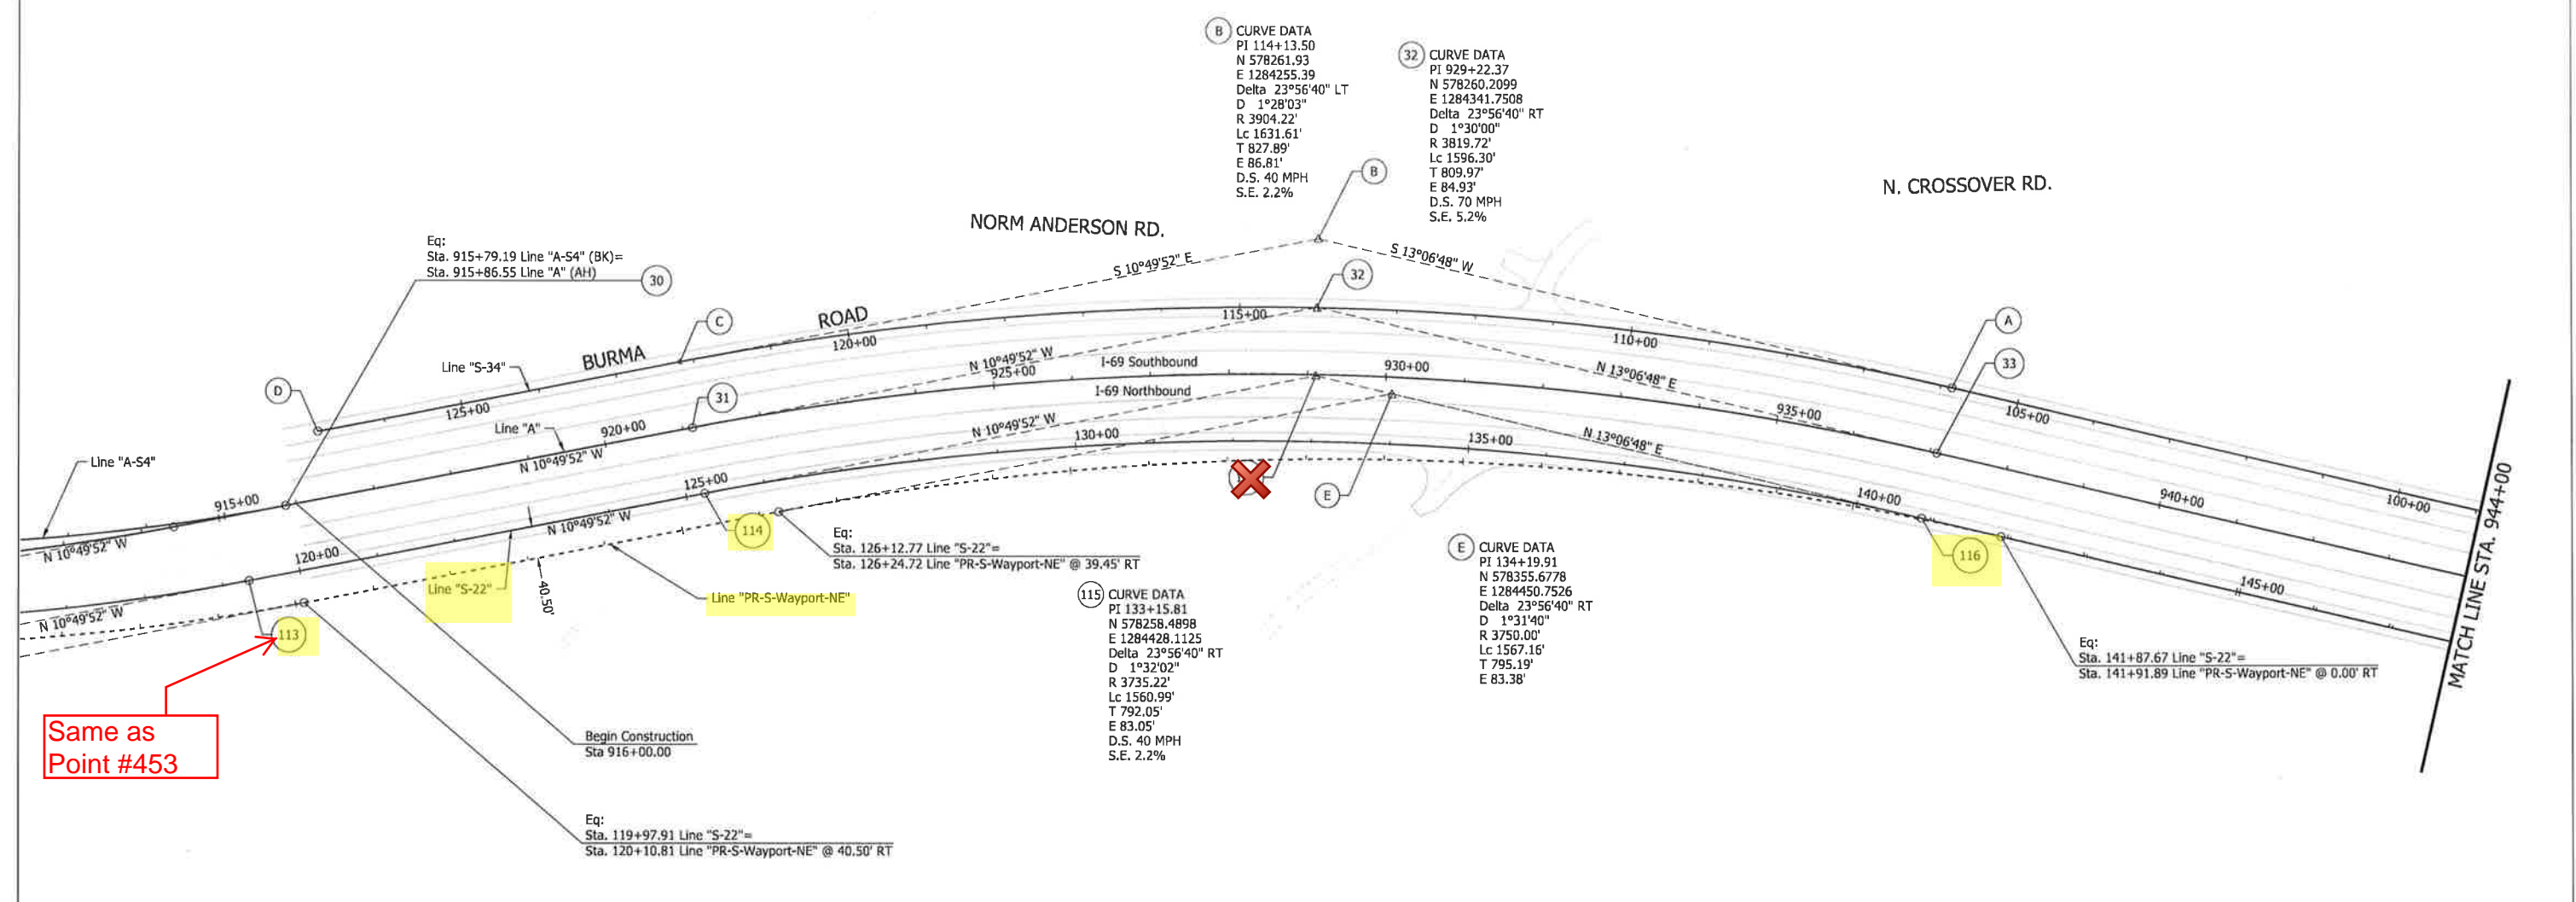 B CURVE DATA
PI 114+13.50
N 578261.93
E 1284255.39
Delta 23°56'40" LT
D 1°28'03"
R 3904.22'
Lc 1631.61'
T 827.89'
E 86.81'
D.S. 40 MPH
S.E. 2.2%
32 CURVE DATA
PI 929+22.37
N 578260.2099
E 1284341.7508
Delta 23°56'40" RT
D 1°30'00"
R 3819.72'
Lc 1596.30'
T 809.97'
E 84.93'
D.S. 70 MPH
S.E. 5.2%
B
N. CROSSOVER RD.
NORM ANDERSON RD.
Eq:
Sta. 915+79.19 Line "A-S4" (BK)=
Sta. 915+86.55 Line "A" (AH)
30
S 10°49'52" E
S 13°06'48" W
32
C
ROAD
120+00
115+00
110+00
A
BURMA
Line "S-34"
D
125+00
N 10°49'52" W
I-69 Southbound
925+00
930+00
N 13°06'48" E
33
I-69 Northbound
31
935+00
105+00
Line "A"
920+00
N 10°49'52" W
N 10°49'52" W
130+00
135+00
N 13°06'48" E
Line "A-S4"
915+00
125+00
140+00
940+00
100+00
N 10°49'52" W
N 10°49'52" W
E
114
116
MATCH LINE STA. 944+00
120+00
145+00
Eq:
Sta. 126+12.77 Line "S-22"=
Sta. 126+24.72 Line "PR-S-Wayport-NE" @ 39.45' RT
Line "S-22"
40.50'
Line "PR-S-Wayport-NE"
N 10°49'52" W
113
E CURVE DATA
PI 134+19.91
N 578355.6778
E 1284450.7526
Delta 23°56'40" RT
D 1°31'40"
R 3750.00'
Lc 1567.16'
T 795.19'
E 83.38'
115 CURVE DATA
PI 133+15.81
N 578258.4898
E 1284428.1125
Delta 23°56'40" RT
D 1°32'02"
R 3735.22'
Lc 1560.99'
T 792.05'
E 83.05'
D.S. 40 MPH
S.E. 2.2%
Eq:
Sta. 141+87.67 Line "S-22"=
Sta. 141+91.89 Line "PR-S-Wayport-NE" @ 0.00' RT
Same as
Point #453
Begin Construction
Sta 916+00.00
Eq:
Sta. 119+97.91 Line "S-22"=
Sta. 120+10.81 Line "PR-S-Wayport-NE" @ 40.50' RT